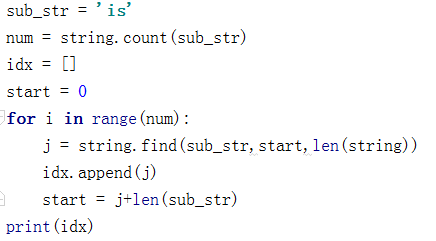 sub_str = 'is'
num = string.count(sub_str)
idx = []
start = 0
for i in range(num):
    j = string.find(sub_str, start, len(string))
    idx.append(j)
    start = j+len(sub_str)
print(idx)